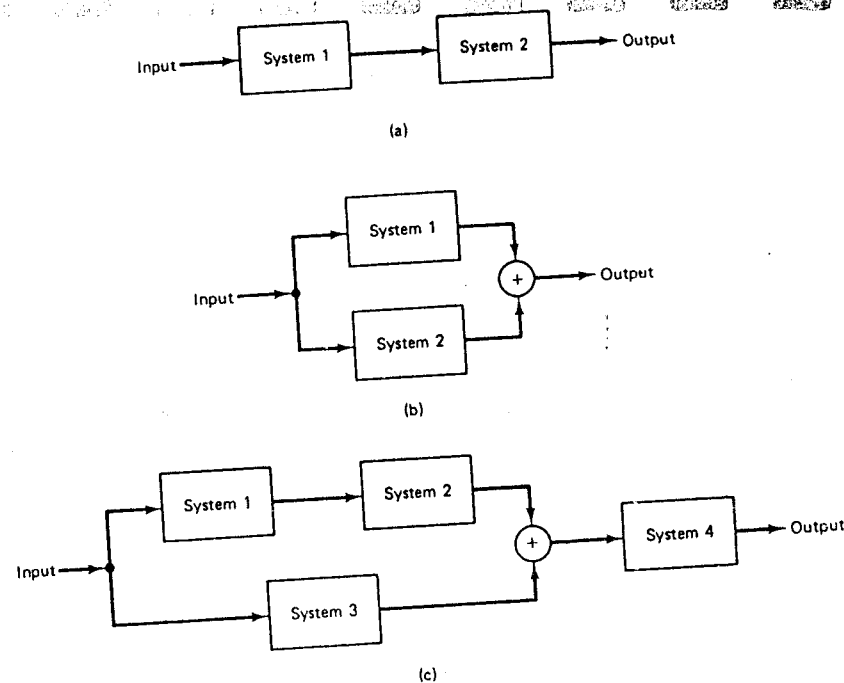 Input
System 1
System 2
Output
(a)
System 1
Input
+
Output
System 2
(b)
System 1
System 2
Input
+
System 4
Output
System 3
(c)